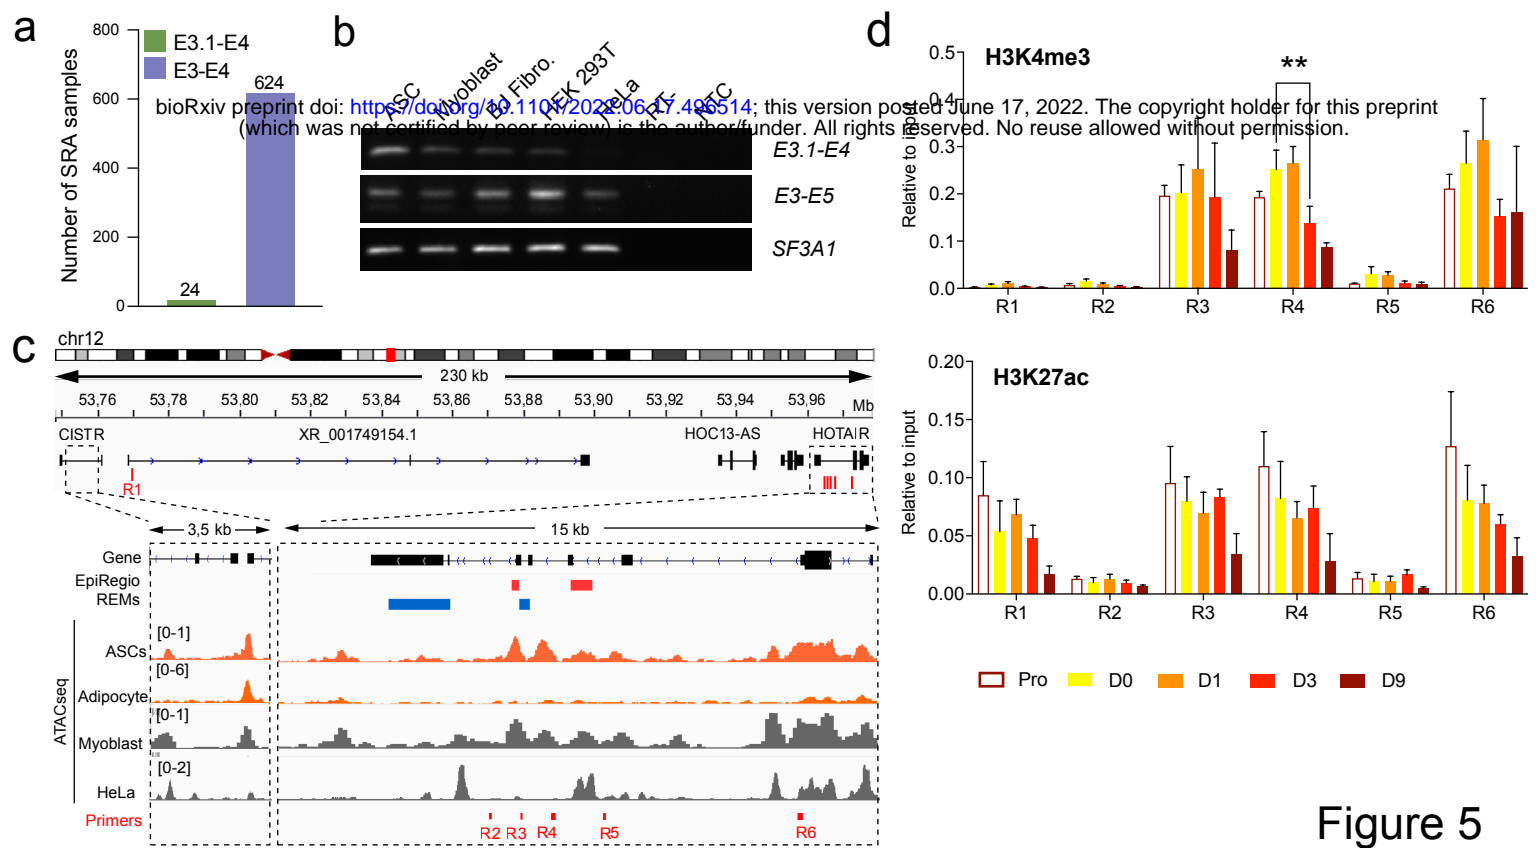 a
Number of SRA samples
800
600
400
200
0
E3.1-E4
E3-E4
624
24
bioRxiv preprint doi: https://doi.org/10.1101/2022.06.17.496514; this version posted June 17, 2022. The copyright holder for this preprint
(which was not certified by peer review) is the author/funder. All rights reserved. No reuse allowed without permission.
b
ASC
Myoblast
BJ Fibro.
HEK 293T
HeLa
RT-
NTC
E3.1-E4
E3-E5
SF3A1
c
chr12
230 kb
53,76 53,78 53,80 53,82 53,84 53,86 53,88 53,90 53,92 53,94 53,96 Mb
CISTR XR_001749154.1 HOC13-AS HOTAIR
R1
3,5 kb 15 kb
Gene
EpiRegio
REMs
ATACseq
[0-1]
ASCs
[0-6]
Adipocyte
[0-1]
Myoblast
[0-2]
HeLa
Primers
R2 R3 R4 R5 R6
d
H3K4me3
**
Relative to input
0.5
0.4
0.3
0.2
0.1
0.0
R1 R2 R3 R4 R5 R6
H3K27ac
Relative to input
0.20
0.15
0.10
0.05
0.00
R1 R2 R3 R4 R5 R6
Pro D0 D1 D3 D9
Figure 5